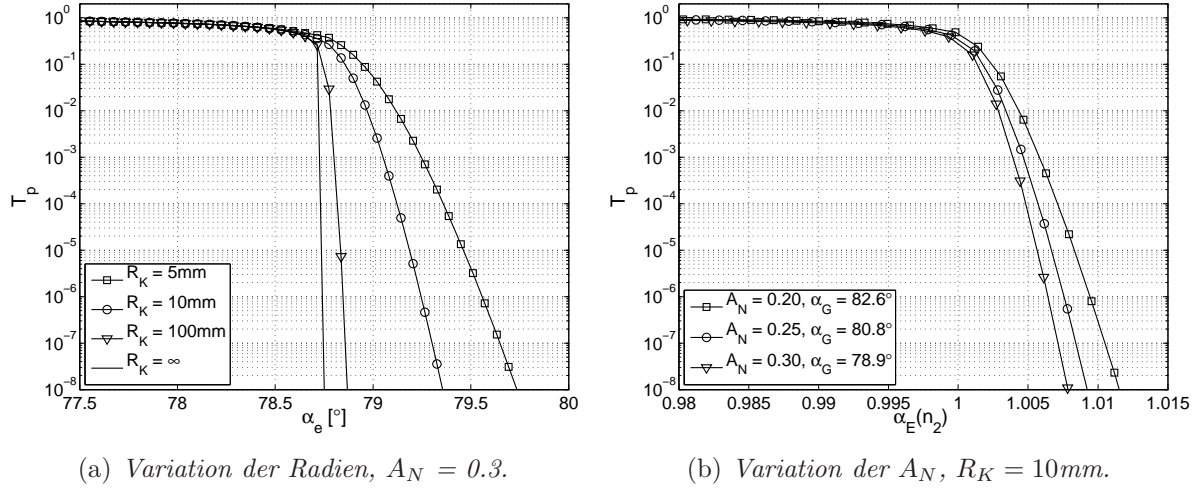 10^0
10^-1
10^-2
10^-3
10^-4
10^-5
10^-6
10^-7
10^-8
T_p
R_K = 5mm
R_K = 10mm
R_K = 100mm
R_K = ∞
77.5 78 78.5 79 79.5 80
α_e [°]
(a) Variation der Radien, A_N = 0.3.
10^0
10^-1
10^-2
10^-3
10^-4
10^-5
10^-6
10^-7
10^-8
T_p
A_N = 0.20, α_G = 82.6°
A_N = 0.25, α_G = 80.8°
A_N = 0.30, α_G = 78.9°
0.98 0.985 0.99 0.995 1 1.005 1.01 1.015
α_E(n_2)
(b) Variation der A_N, R_K = 10mm.